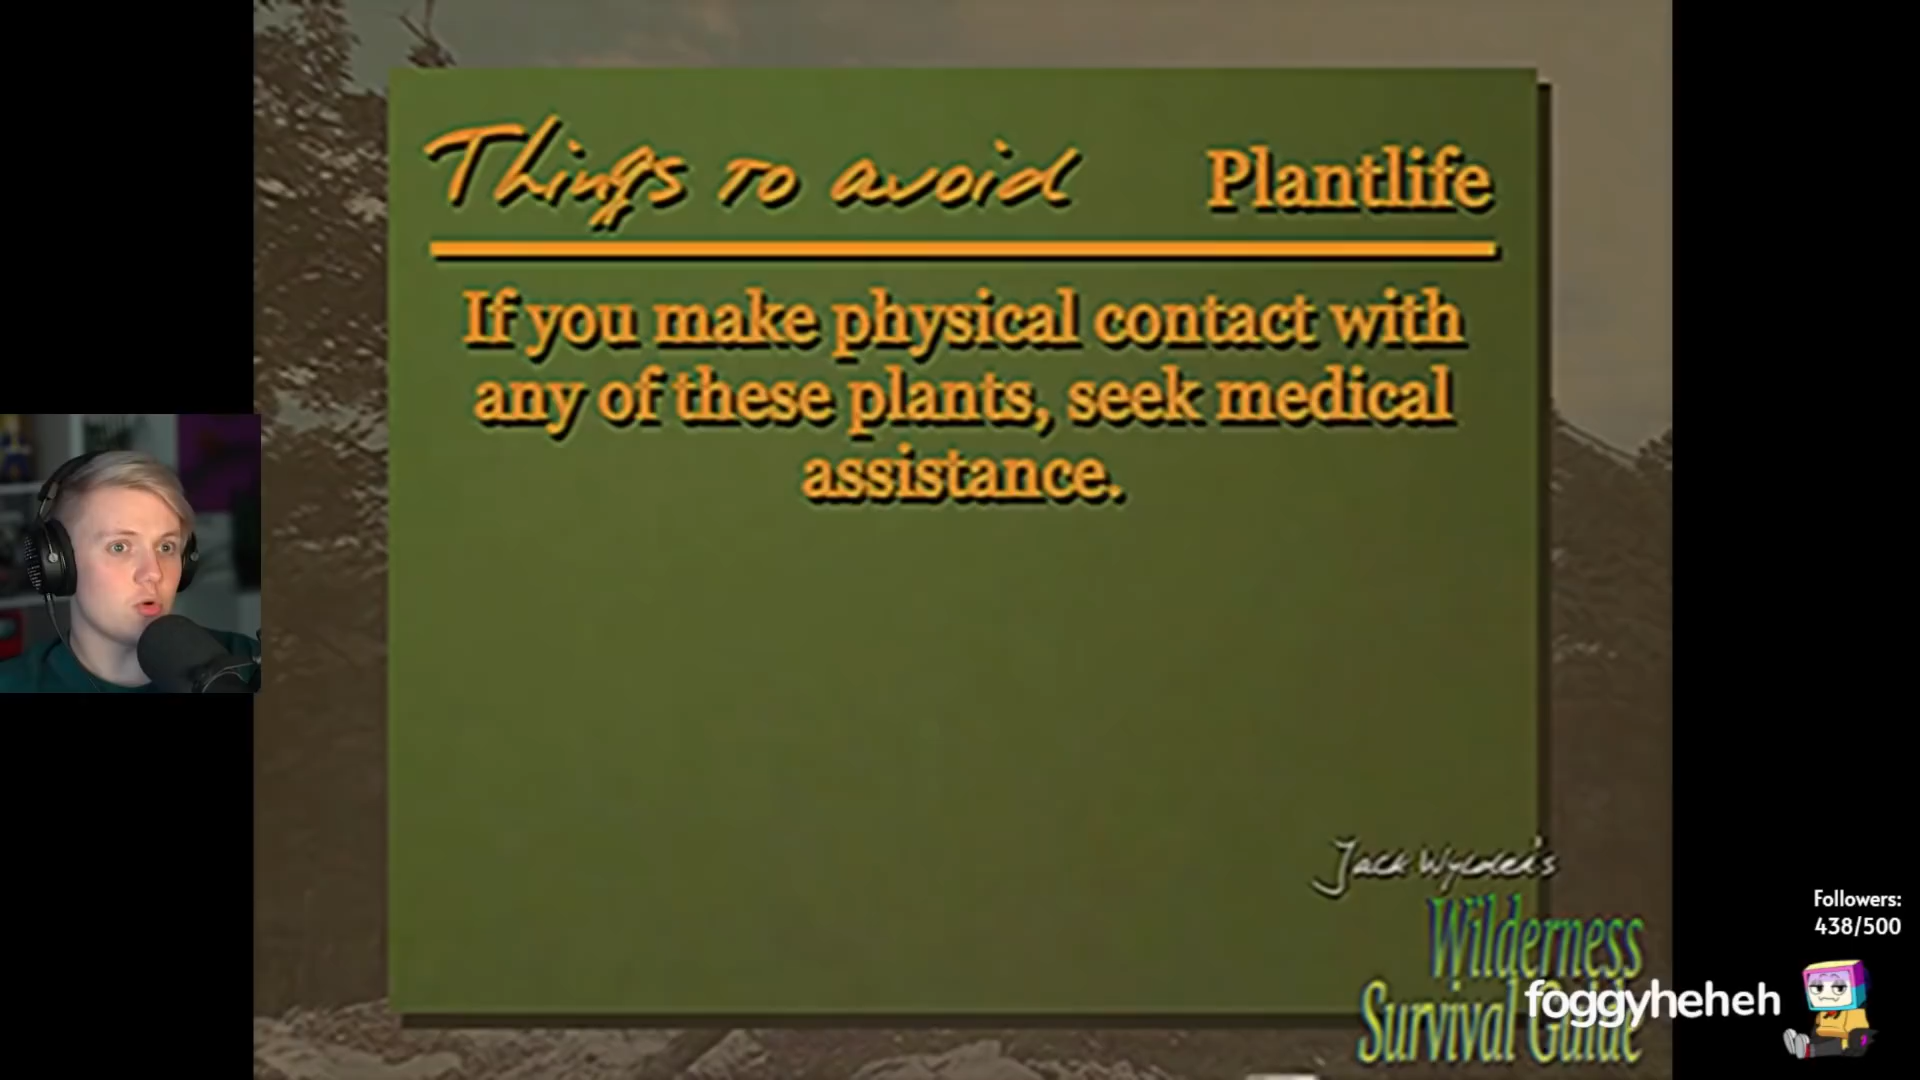 Things to avoid Plantlife
If you make physical contact with
any of these plants, seek medical
assistance.
Jack Wylder's
Wilderness
Survival Guide
Followers:
438/500
foggyheheh